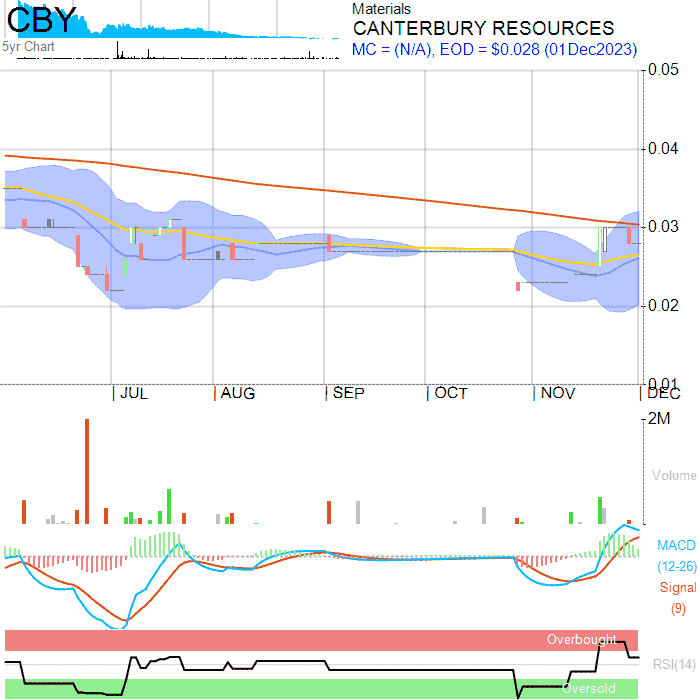 CBY
5yr Chart
Materials
CANTERBURY RESOURCES
MC = (N/A), EOD = $0.028 (01Dec2023)
0.05
0.04
0.03
0.02
0.01
JUL
AUG
SEP
OCT
NOV
DEC
2M
Volume
MACD
(12-26)
Signal
(9)
Overbought
RSI(14)
Oversold